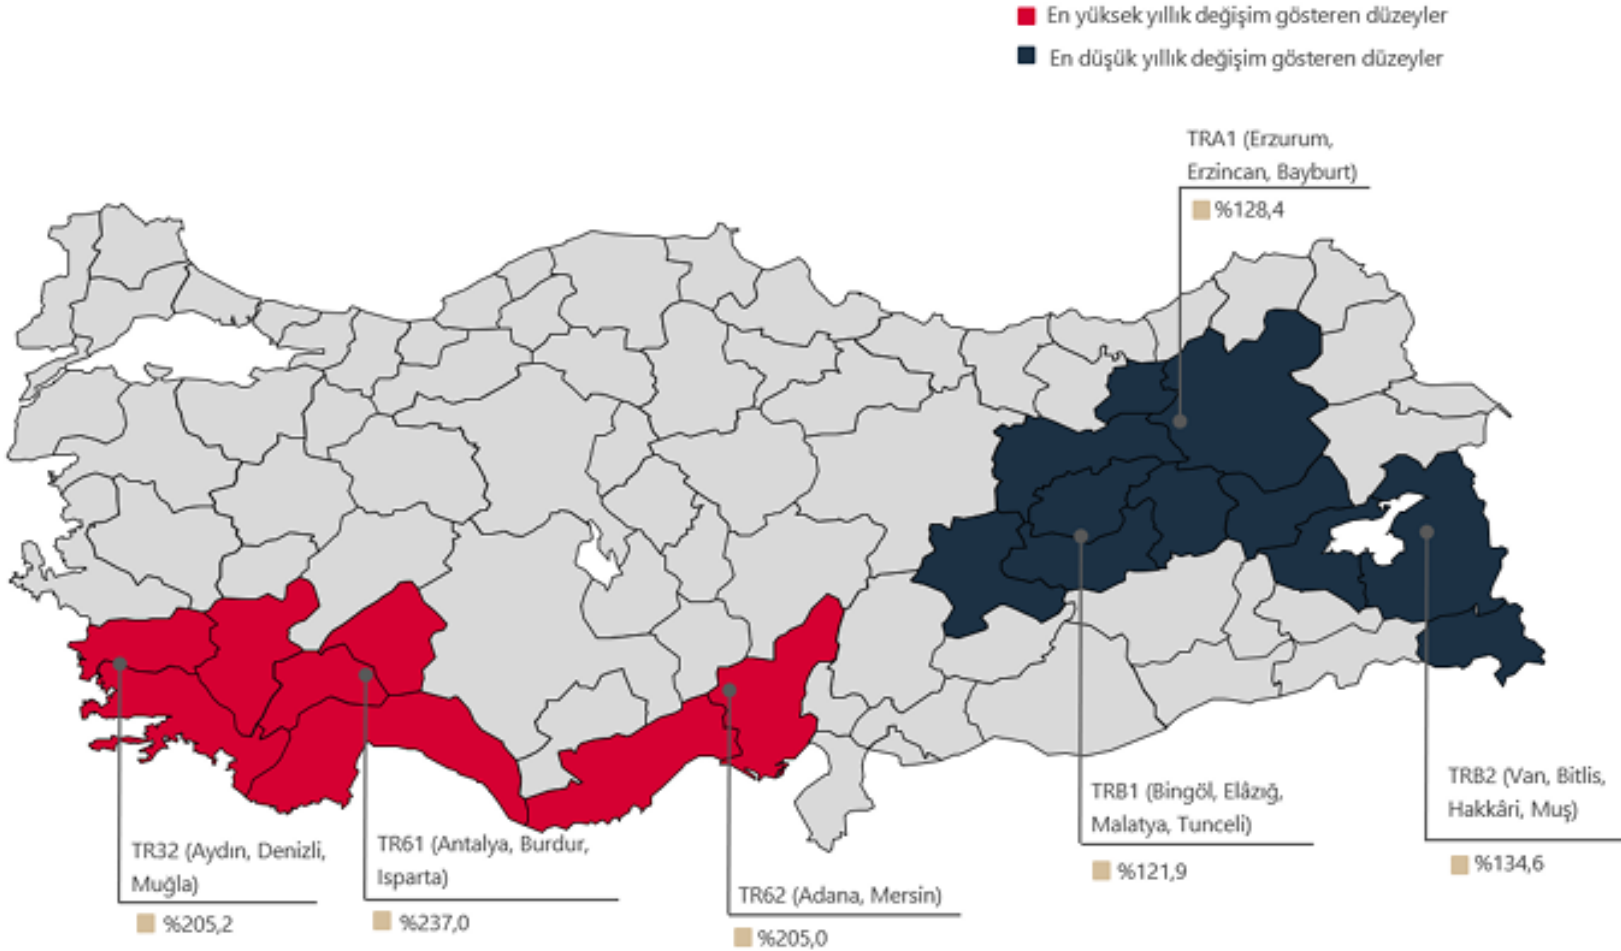 En yüksek yıllık değişim gösteren düzeyler
En düşük yıllık değişim gösteren düzeyler
TRA1 (Erzurum,
Erzincan, Bayburt)
%128,4
TR32 (Aydın, Denizli,
Muğla)
%205,2
TR61 (Antalya, Burdur,
Isparta)
%237,0
TR62 (Adana, Mersin)
%205,0
TRB1 (Bingöl, Elâzığ,
Malatya, Tunceli)
%121,9
TRB2 (Van, Bitlis,
Hakkâri, Muş)
%134,6